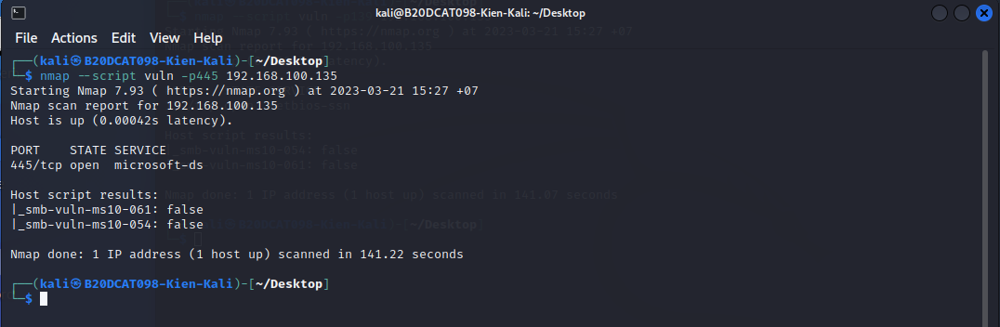 kali@B20DCAT098-Kien-Kali: ~/Desktop
File Actions Edit View Help
┌──(kali㉿B20DCAT098-Kien-Kali)-[~/Desktop]
└─$ nmap --script vuln -p445 192.168.100.135
Starting Nmap 7.93 ( https://nmap.org ) at 2023-03-21 15:27 +07
Nmap scan report for 192.168.100.135
Host is up (0.00042s latency).
PORT    STATE SERVICE
445/tcp open  microsoft-ds
Host script results:
|_smb-vuln-ms10-061: false
|_smb-vuln-ms10-054: false
Nmap done: 1 IP address (1 host up) scanned in 141.22 seconds
┌──(kali㉿B20DCAT098-Kien-Kali)-[~/Desktop]
└─$